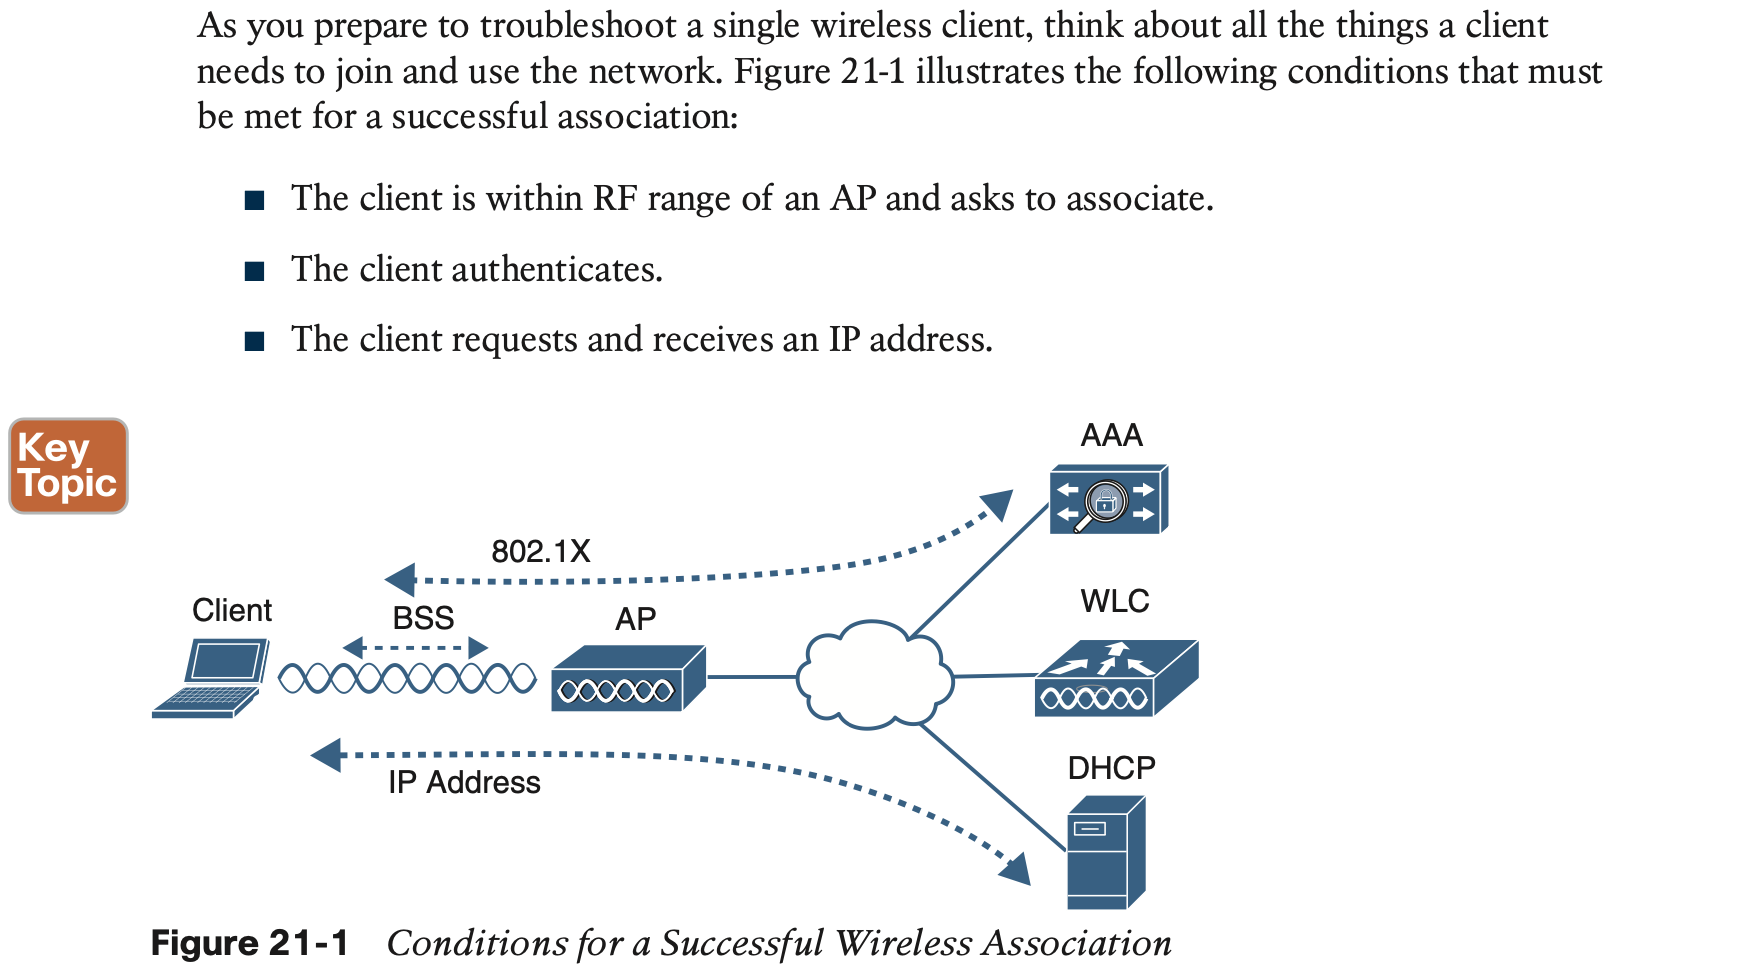 As you prepare to troubleshoot a single wireless client, think about all the things a client
needs to join and use the network. Figure 21-1 illustrates the following conditions that must
be met for a successful association:
■ The client is within RF range of an AP and asks to associate.
■ The client authenticates.
■ The client requests and receives an IP address.
Key
Topic
AAA
802.1X
WLC
Client
BSS
AP
DHCP
IP Address
Figure 21-1 Conditions for a Successful Wireless Association